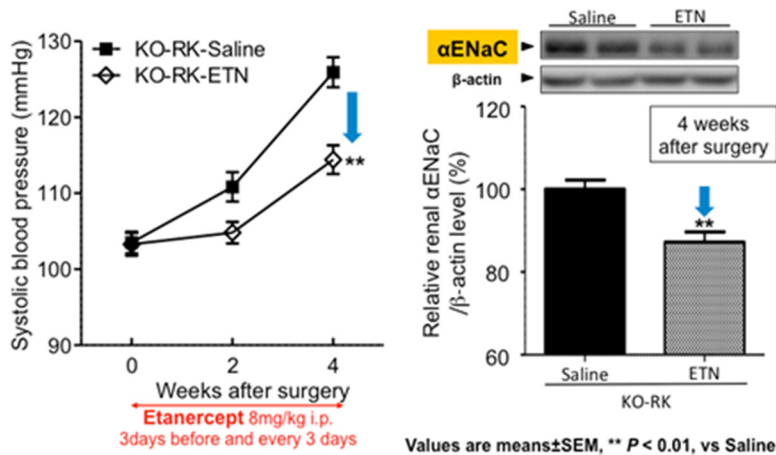 KO-RK-Saline
KO-RK-ETN
Systolic blood pressure (mmHg)
130
120
110
100
90
**
0 2 4
Weeks after surgery
Etanercept 8mg/kg i.p.
3days before and every 3 days
Saline ETN
αENaC
β-actin
4 weeks
after surgery
Relative renal αENaC
/β-actin level (%)
120
100
80
60
**
Saline ETN
KO-RK
Values are means±SEM, ** P < 0.01, vs Saline